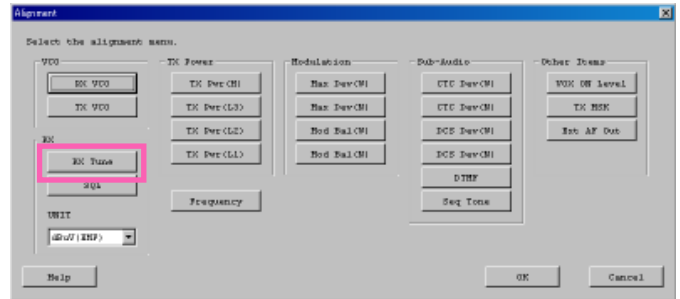 Alignment
Select the alignment menu.
VCO
RX VCO
TX VCO
RX
RX Tune
SQL
UNIT
dBuV(EMF)
TX Power
TX Pwr(H)
TX Pwr(L3)
TX Pwr(L2)
TX Pwr(L1)
Frequency
Modulation
Max Dev(W)
Max Dev(N)
Mod Bal(W)
Mod Bal(N)
Sub-Audio
CTC Dev(W)
CTC Dev(N)
DCS Dev(W)
DCS Dev(N)
DTMF
Seq Tone
Other Items
VOX ON Level
TX MSK
Ext AF Out
Help
OK
Cancel